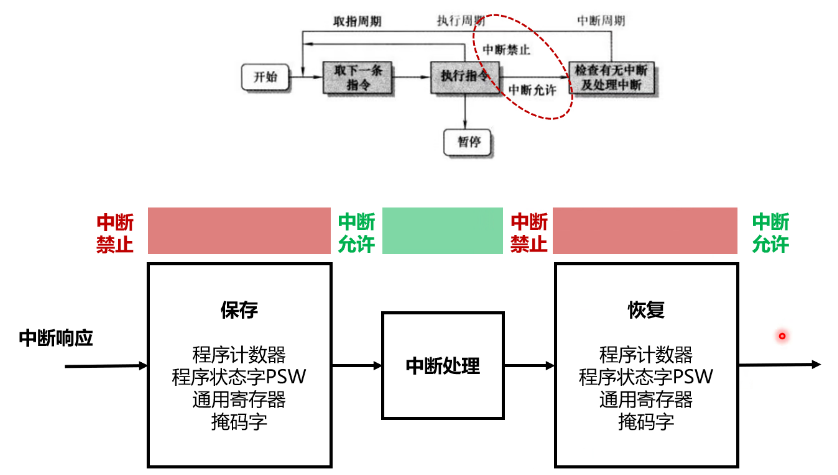 取指周期 执行周期 中断周期
中断禁止
开始
取下一条
指令
执行指令
检查有无中断
及处理中断
中断允许
暂停
中断
禁止
中断
允许
中断
禁止
中断
允许
中断响应
保存
程序计数器
程序状态字PSW
通用寄存器
掩码字
中断处理
恢复
程序计数器
程序状态字PSW
通用寄存器
掩码字